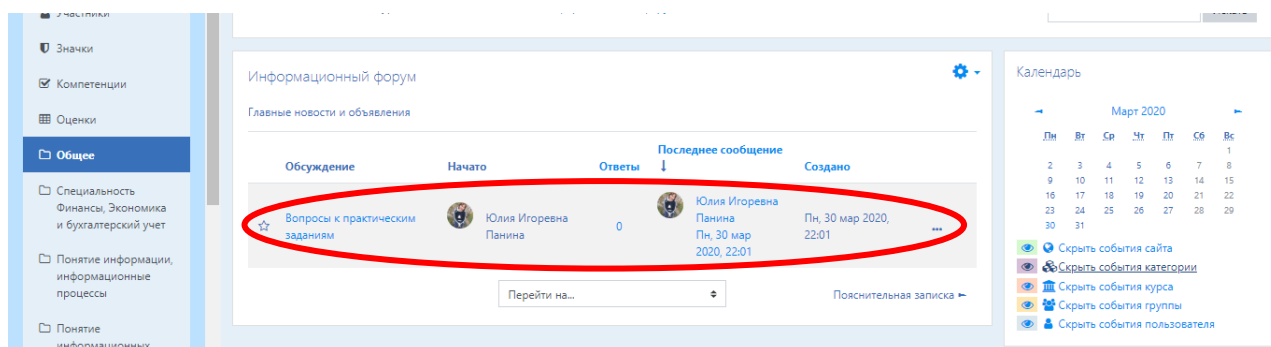 Участники
Значки
Компетенции
Оценки
Общее
Специальность
Финансы, Экономика
и бухгалтерский учет
Понятие информации,
информационные
процессы
Понятие
информационных
Информационный форум
Главные новости и объявления
Обсуждение Начато Ответы Последнее сообщение ↓ Создано
Вопросы к практическим
заданиям
Юлия Игоревна
Панина
0
Юлия Игоревна
Панина
Пн, 30 мар
2020, 22:01
Пн, 30 мар 2020,
22:01
Перейти на...
Пояснительная записка ►
Искать
Календарь
◄ Март 2020 ►
Пн Вт Ср Чт Пт Сб Вс
1
2 3 4 5 6 7 8
9 10 11 12 13 14 15
16 17 18 19 20 21 22
23 24 25 26 27 28 29
30 31
Скрыть события сайта
Скрыть события категории
Скрыть события курса
Скрыть события группы
Скрыть события пользователя